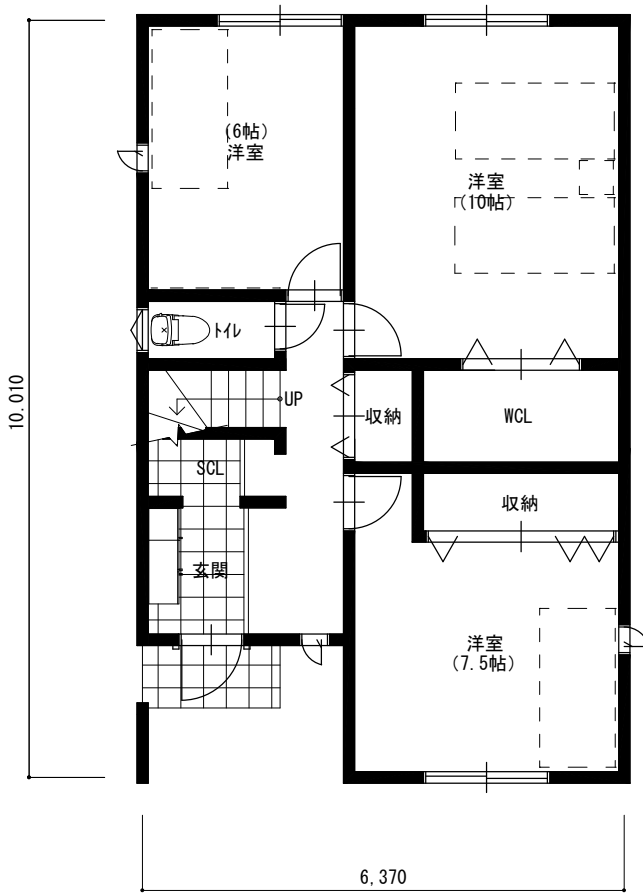 (6帖)
洋室
洋室
(10帖)
トイレ
UP
収納
WCL
SCL
収納
玄関
洋室
(7.5帖)
10.010
6,370